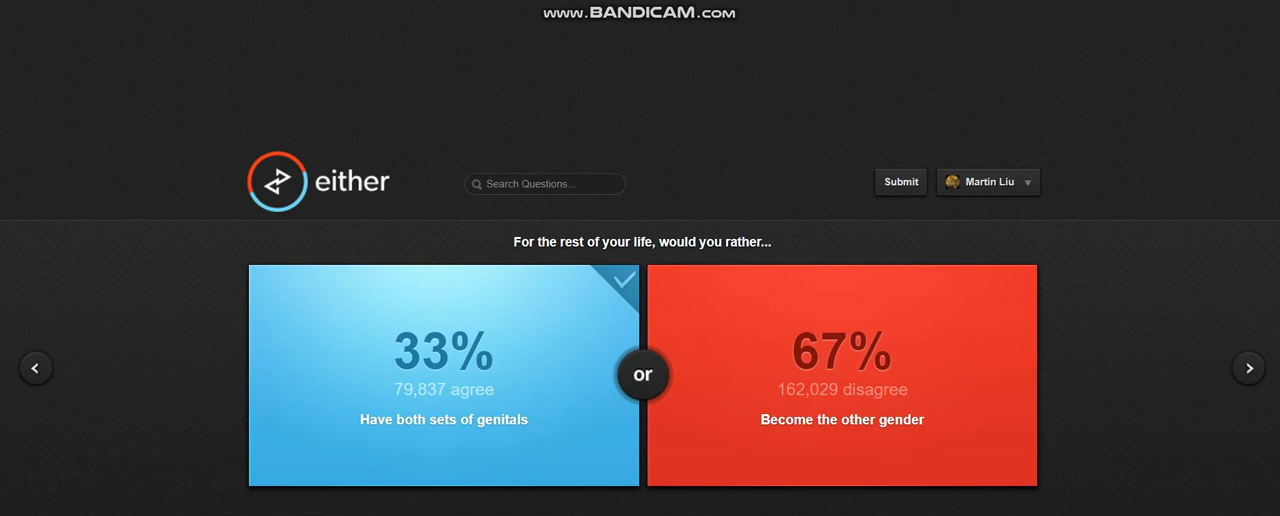 www.BANDICAM.com
either
Search Questions...
Submit
Martin Liu
For the rest of your life, would you rather...
33%
79,837 agree
Have both sets of genitals
or
67%
162,029 disagree
Become the other gender